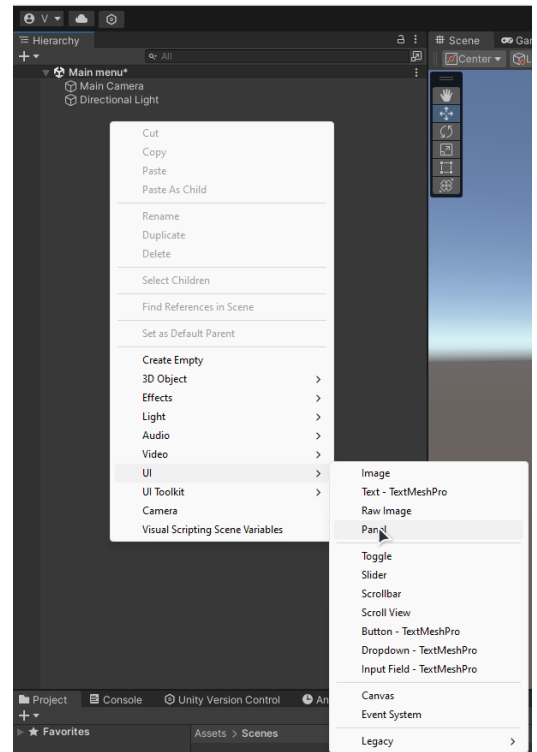 V
Hierarchy
# Scene
Gar
All
Center
L
Main menu*
Main Camera
Directional Light
Cut
Copy
Paste
Paste As Child
Rename
Duplicate
Delete
Select Children
Find References in Scene
Set as Default Parent
Create Empty
3D Object
Effects
Light
Audio
Video
UI
UI Toolkit
Camera
Visual Scripting Scene Variables
Image
Text - TextMeshPro
Raw Image
Panel
Toggle
Slider
Scrollbar
Scroll View
Button - TextMeshPro
Dropdown - TextMeshPro
Input Field - TextMeshPro
Canvas
Event System
Legacy
Project
Console
Unity Version Control
An
Favorites
Assets > Scenes